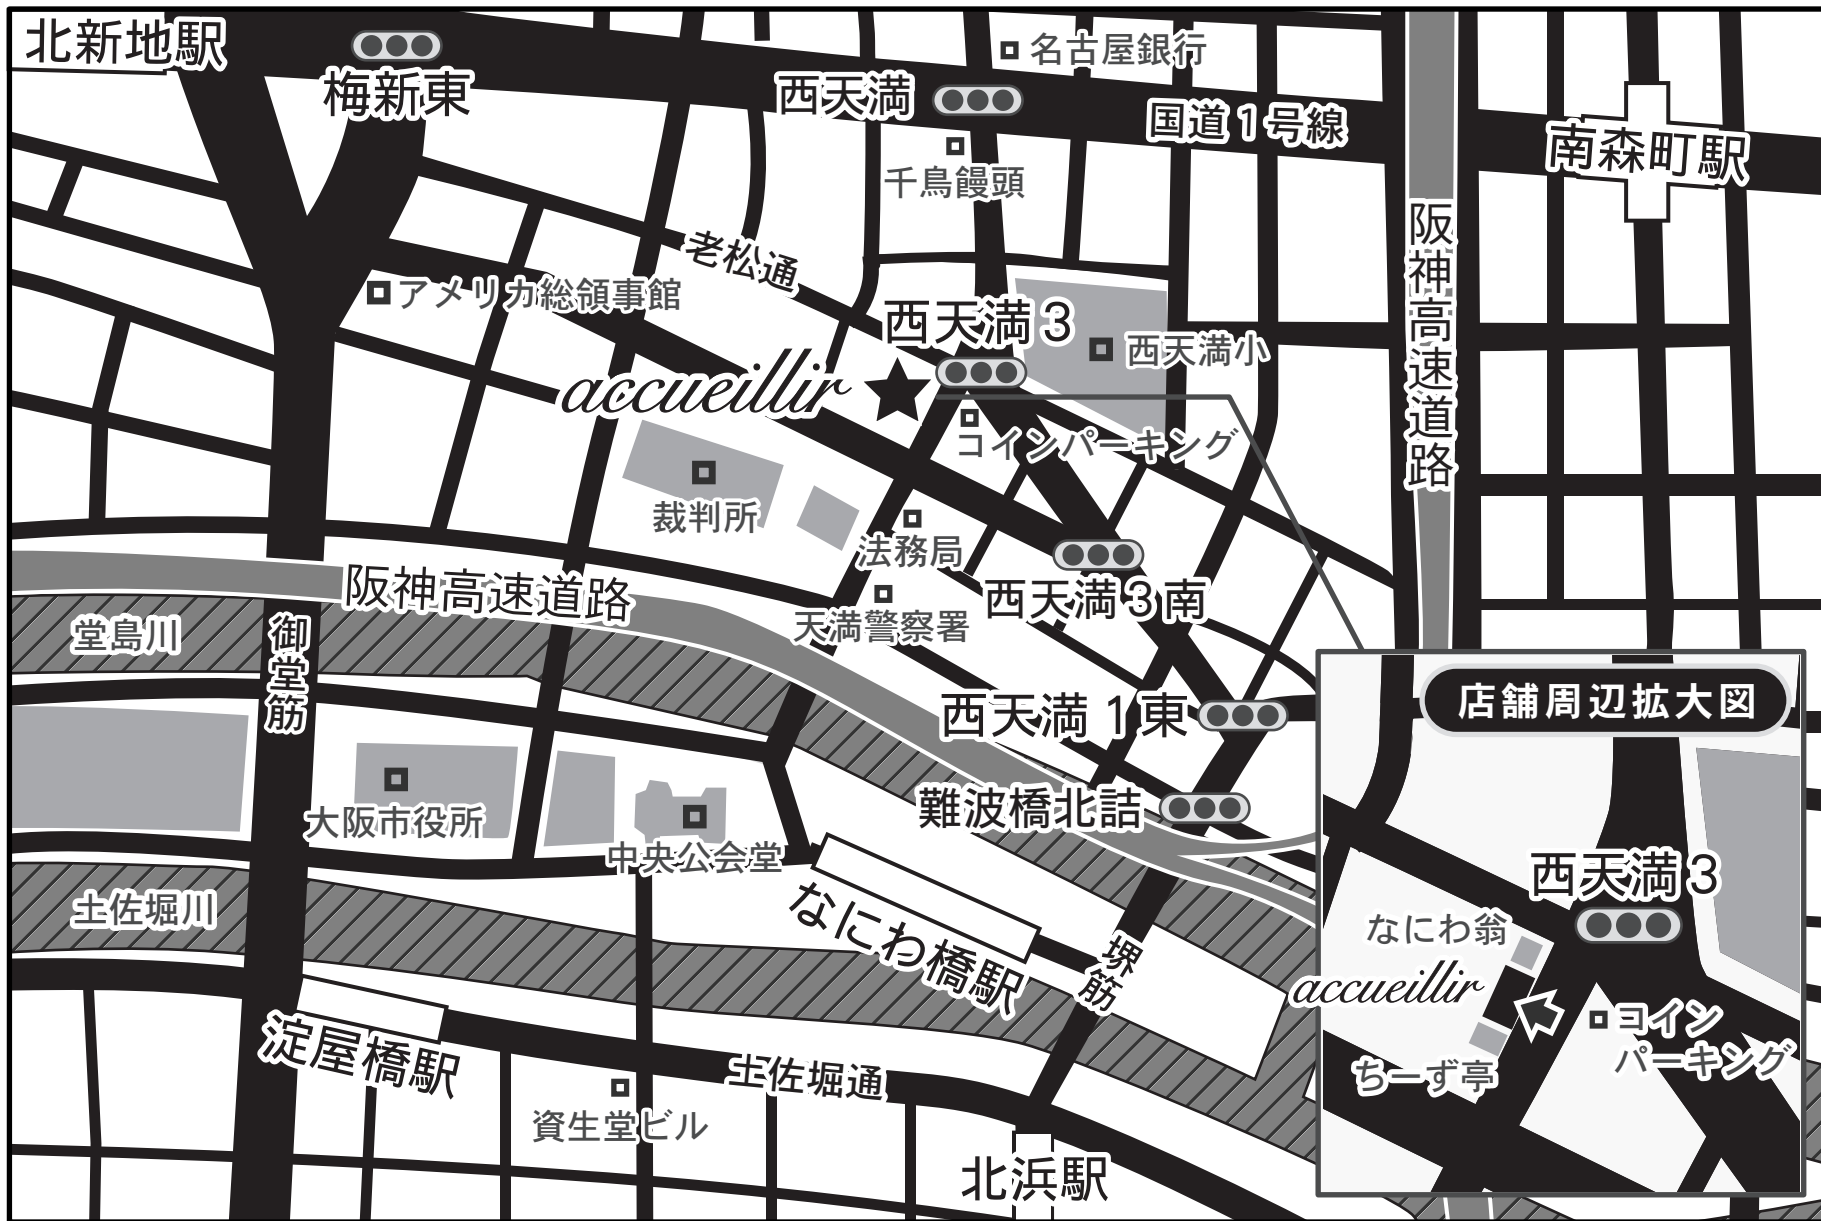 北新地駅
梅新東
名古屋銀行
西天満
国道1号線
南森町駅
千鳥饅頭
阪神高速道路
老松通
アメリカ総領事館
西天満3
西天満小
accueillir
コインパーキング
裁判所
法務局
西天満3南
阪神高速道路
天満警察署
堂島川
御堂筋
西天満1東
店舗周辺拡大図
大阪市役所
難波橋北詰
中央公会堂
西天満3
土佐堀川
なにわ橋駅
堺筋
なにわ翁
accueillir
コイン
パーキング
ちーず亭
淀屋橋駅
土佐堀通
資生堂ビル
北浜駅